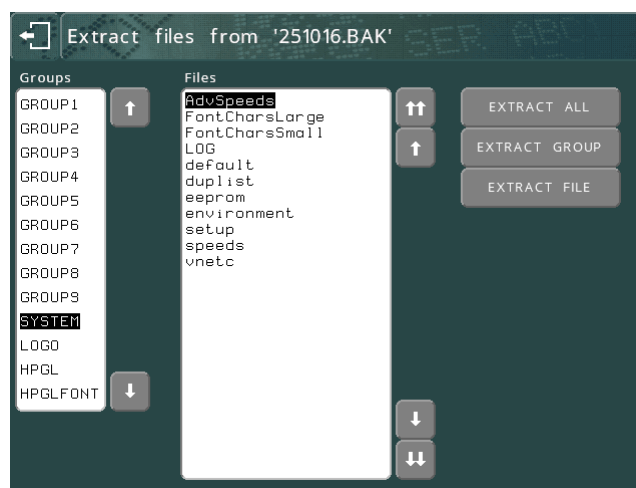 Extract files from '251016.BAK'
Groups
GROUP1
GROUP2
GROUP3
GROUP4
GROUP5
GROUP6
GROUP7
GROUP8
GROUP9
SYSTEM
LOGO
HPGL
HPGLFONT
Files
AdvSpeeds
FontCharsLarge
FontCharsSmall
LOG
default
duplist
eeprom
environment
setup
speeds
vnetc
EXTRACT ALL
EXTRACT GROUP
EXTRACT FILE